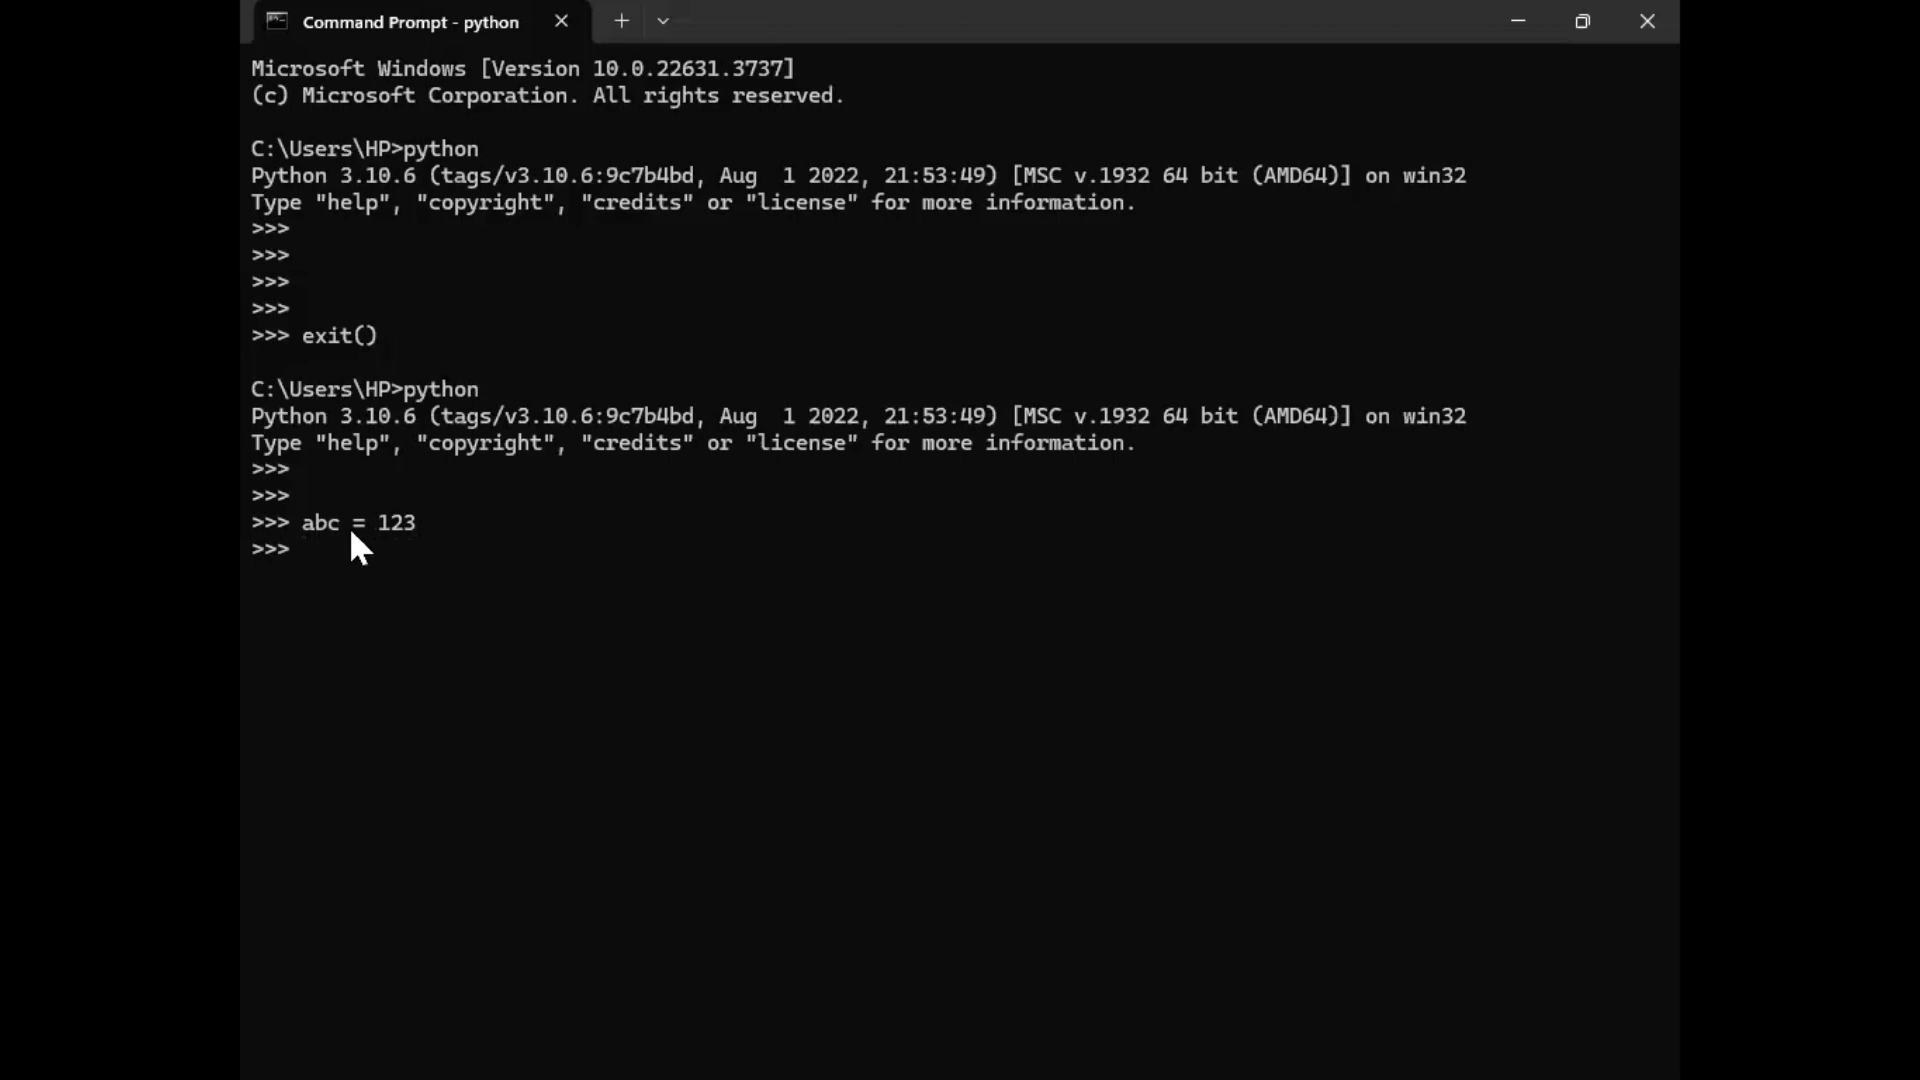 Command Prompt - python
Microsoft Windows [Version 10.0.22631.3737]
(c) Microsoft Corporation. All rights reserved.
C:\Users\HP>python
Python 3.10.6 (tags/v3.10.6:9c7b4bd, Aug  1 2022, 21:53:49) [MSC v.1932 64 bit (AMD64)] on win32
Type "help", "copyright", "credits" or "license" for more information.
>>>
>>>
>>>
>>>
>>> exit()
C:\Users\HP>python
Python 3.10.6 (tags/v3.10.6:9c7b4bd, Aug  1 2022, 21:53:49) [MSC v.1932 64 bit (AMD64)] on win32
Type "help", "copyright", "credits" or "license" for more information.
>>>
>>>
>>> abc = 123
>>>